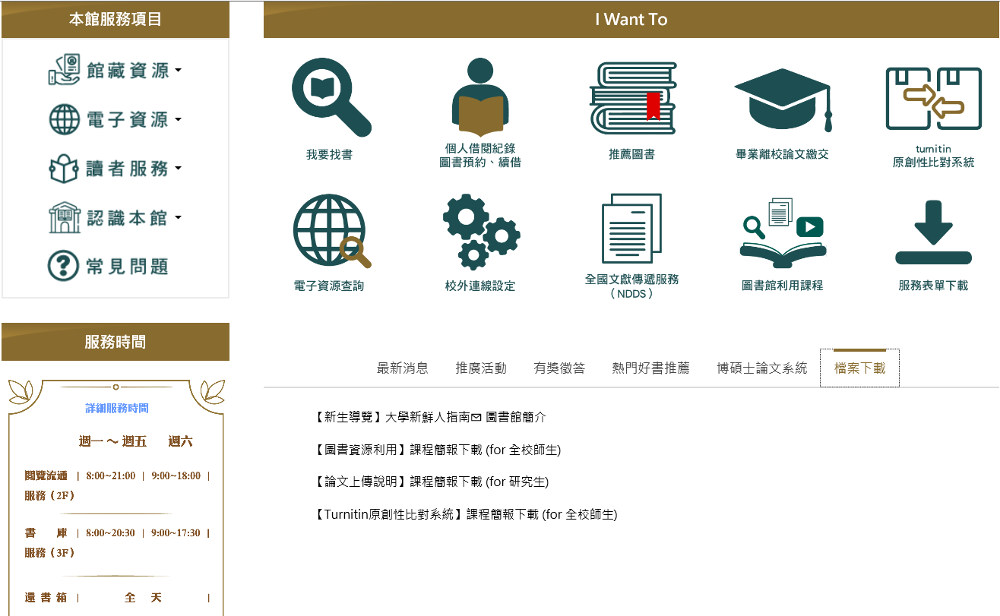 本館服務項目
館藏資源
電子資源
讀者服務
認識本館
常見問題
服務時間
詳細服務時間
週一～週五 週六
閱覽流通 | 8:00~21:00 | 9:00~18:00 |
服務（2F）
書 庫 | 8:00~20:30 | 9:00~17:30 |
服務（3F）
還書箱 | 全 天 |
I Want To
我要找書
個人借閱紀錄
圖書預約、續借
推薦圖書
畢業離校論文繳交
turnitin
原創性比對系統
電子資源查詢
校外連線設定
全國文獻傳遞服務
（NDDS）
圖書館利用課程
服務表單下載
最新消息 推廣活動 有獎徵答 熱門好書推薦 博碩士論文系統 檔案下載
【新生導覽】大學新鮮人指南✉ 圖書館簡介
【圖書資源利用】課程簡報下載 (for 全校師生)
【論文上傳說明】課程簡報下載 (for 研究生)
【Turnitin原創性比對系統】課程簡報下載 (for 全校師生)